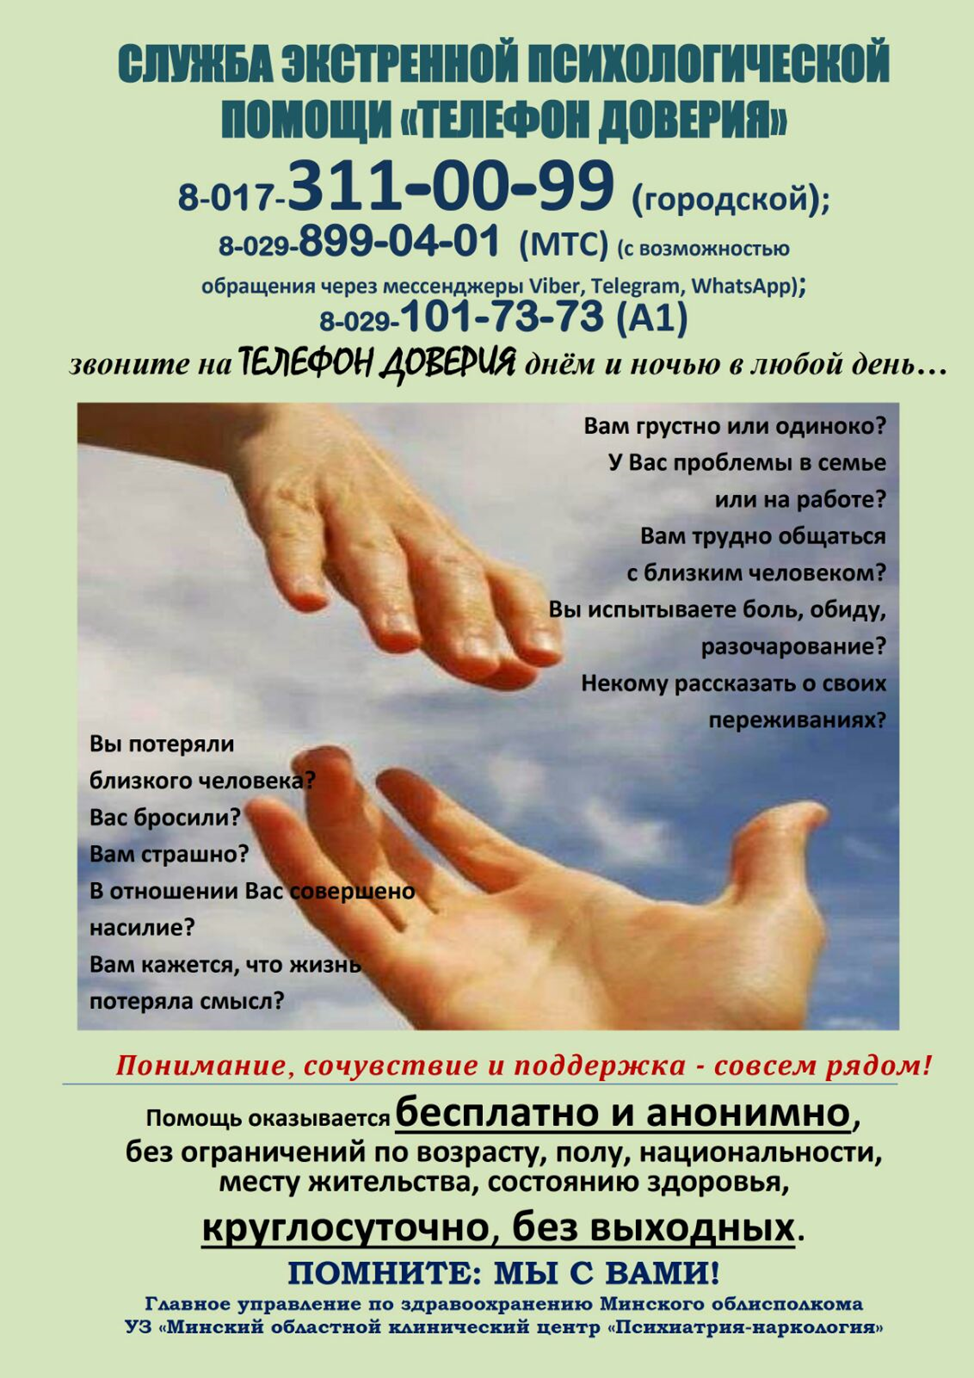 СЛУЖБА ЭКСТРЕННОЙ ПСИХОЛОГИЧЕСКОЙ
ПОМОЩИ «ТЕЛЕФОН ДОВЕРИЯ»
8-017-311-00-99 (городской);
8-029-899-04-01 (МТС) (с возможностью
обращения через мессенджеры Viber, Telegram, WhatsApp);
8-029-101-73-73 (А1)
звоните на ТЕЛЕФОН ДОВЕРИЯ днём и ночью в любой день...
Вам грустно или одиноко?
У Вас проблемы в семье
или на работе?
Вам трудно общаться
с близким человеком?
Вы испытываете боль, обиду,
разочарование?
Некому рассказать о своих
переживаниях?
Вы потеряли
близкого человека?
Вас бросили?
Вам страшно?
В отношении Вас совершено
насилие?
Вам кажется, что жизнь
потеряла смысл?
Понимание, сочувствие и поддержка - совсем рядом!
Помощь оказывается бесплатно и анонимно,
без ограничений по возрасту, полу, национальности,
месту жительства, состоянию здоровья,
круглосуточно, без выходных.
ПОМНИТЕ: МЫ С ВАМИ!
Главное управление по здравоохранению Минского облисполкома
УЗ «Минский областной клинический центр «Психиатрия-наркология»